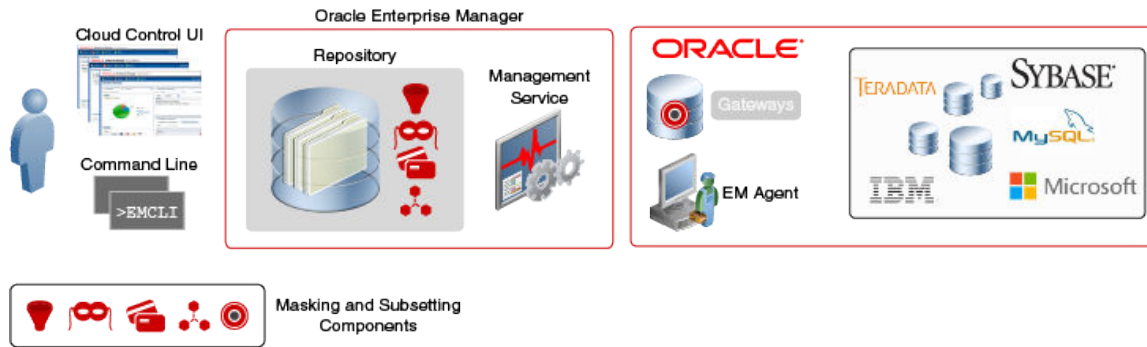 Oracle Enterprise Manager
Cloud Control UI
Repository
Management
Service
Command Line
>EMCLI
ORACLE
Gateways
EM Agent
TERADATA
SYBASE
MySQL
IBM
Microsoft
Masking and Subsetting
Components